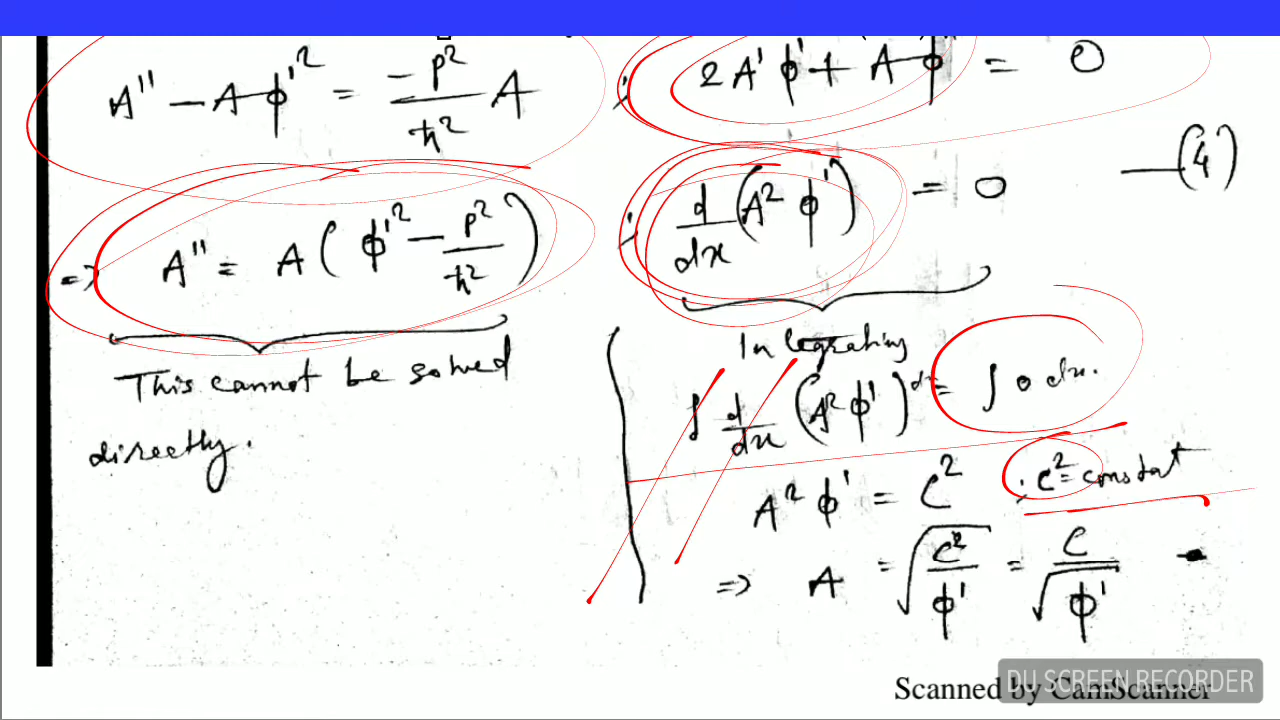 A'' - Aφ'² = -p²/ħ² A
; 2A'φ' + Aφ'' = 0
=> A'' = A(φ'² - p²/ħ²)
; d/dx (A²φ') = 0 —(4)
This cannot be solved
directly.
Integrating
∫ d/dx (A²φ') dx = ∫ 0 dx.
A²φ' = C² ; C² = constat
=> A = √(C²/φ') = C/√φ'
Scanned by CamScanner
DU SCREEN RECORDER